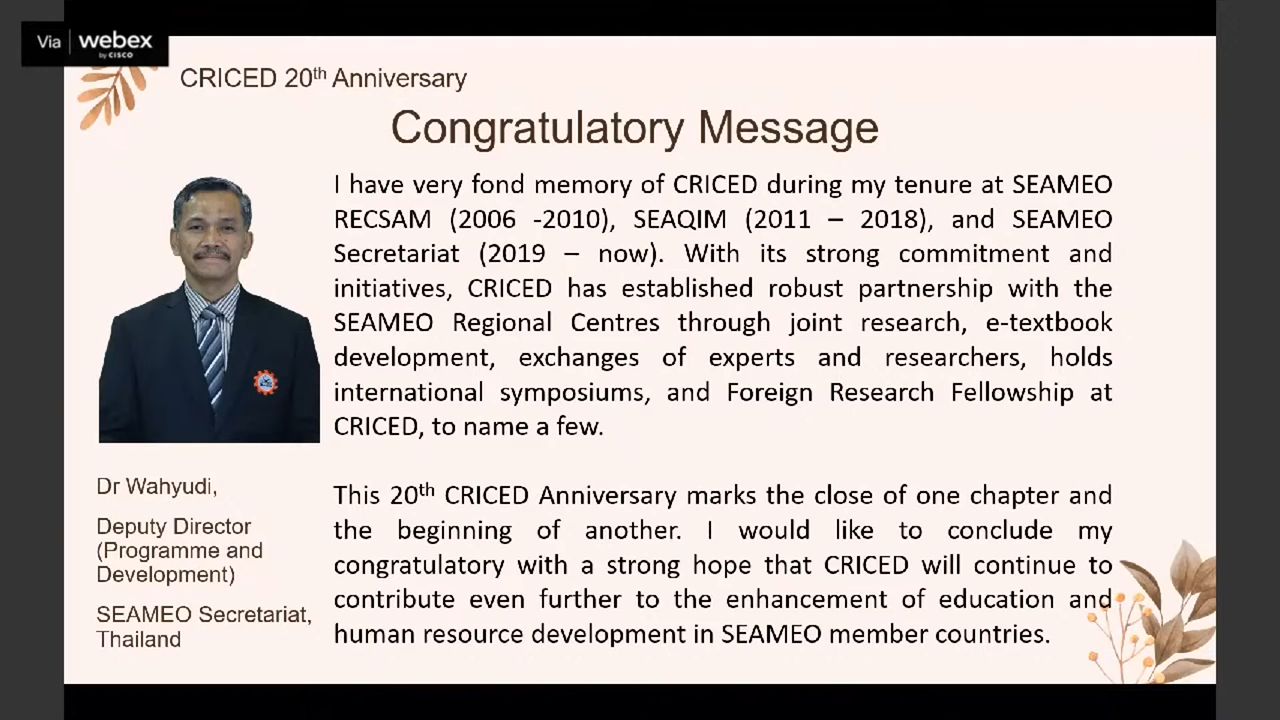 Via webex
by CISCO
CRICED 20th Anniversary
Congratulatory Message
I have very fond memory of CRICED during my tenure at SEAMEO
RECSAM (2006 -2010), SEAQIM (2011 – 2018), and SEAMEO
Secretariat (2019 – now). With its strong commitment and
initiatives, CRICED has established robust partnership with the
SEAMEO Regional Centres through joint research, e-textbook
development, exchanges of experts and researchers, holds
international symposiums, and Foreign Research Fellowship at
CRICED, to name a few.
This 20th CRICED Anniversary marks the close of one chapter and
the beginning of another. I would like to conclude my
congratulatory with a strong hope that CRICED will continue to
contribute even further to the enhancement of education and
human resource development in SEAMEO member countries.
Dr Wahyudi,
Deputy Director
(Programme and
Development)
SEAMEO Secretariat,
Thailand